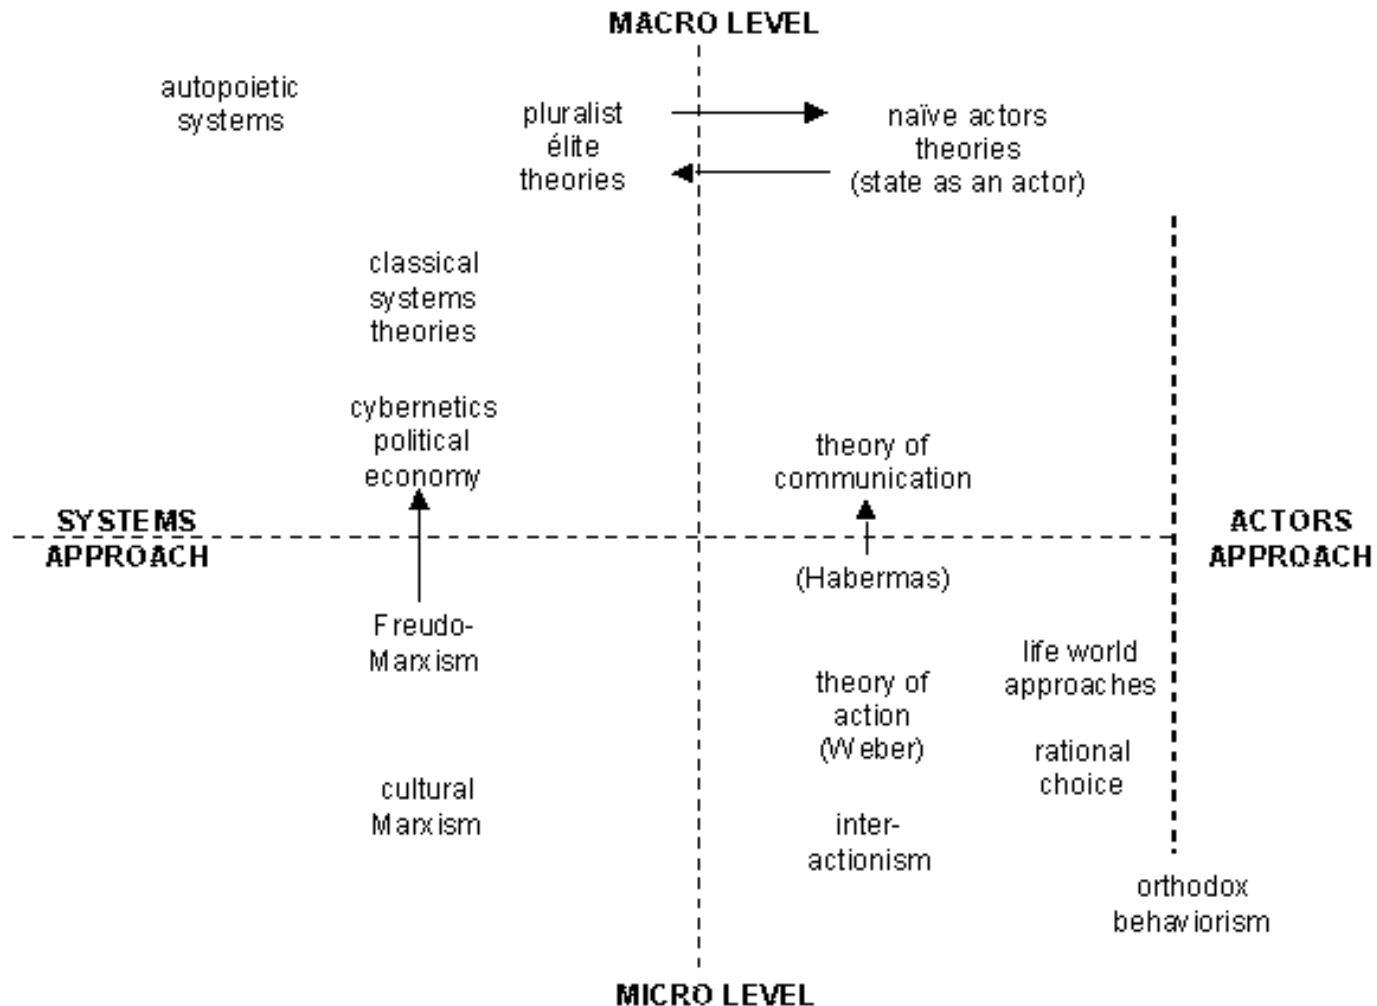 MACRO LEVEL
autopoietic
systems
pluralist
élite
theories
naïve actors
theories
(state as an actor)
classical
systems
theories
cybernetics
political
economy
theory of
communication
SYSTEMS
APPROACH
ACTORS
APPROACH
(Habermas)
Freudo-
Marxism
life world
approaches
theory of
action
(Weber)
rational
choice
cultural
Marxism
inter-
actionism
orthodox
behaviorism
MICRO LEVEL